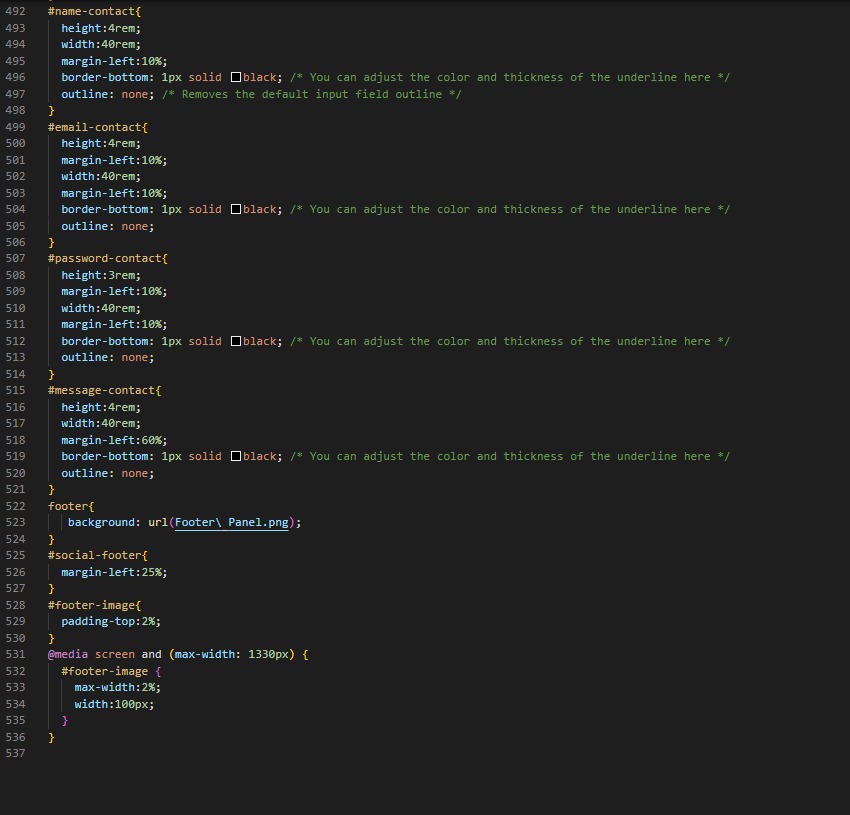 492 #name-contact{
493 height:4rem;
494 width:40rem;
495 margin-left:10%;
496 border-bottom: 1px solid black; /* You can adjust the color and thickness of the underline here */
497 outline: none; /* Removes the default input field outline */
498 }
499 #email-contact{
500 height:4rem;
501 margin-left:10%;
502 width:40rem;
503 margin-left:10%;
504 border-bottom: 1px solid black; /* You can adjust the color and thickness of the underline here */
505 outline: none;
506 }
507 #password-contact{
508 height:3rem;
509 margin-left:10%;
510 width:40rem;
511 margin-left:10%;
512 border-bottom: 1px solid black; /* You can adjust the color and thickness of the underline here */
513 outline: none;
514 }
515 #message-contact{
516 height:4rem;
517 width:40rem;
518 margin-left:60%;
519 border-bottom: 1px solid black; /* You can adjust the color and thickness of the underline here */
520 outline: none;
521 }
522 footer{
523 background: url(Footer\ Panel.png);
524 }
525 #social-footer{
526 margin-left:25%;
527 }
528 #footer-image{
529 padding-top:2%;
530 }
531 @media screen and (max-width: 1330px) {
532 #footer-image {
533 max-width:2%;
534 width:100px;
535 }
536 }
537